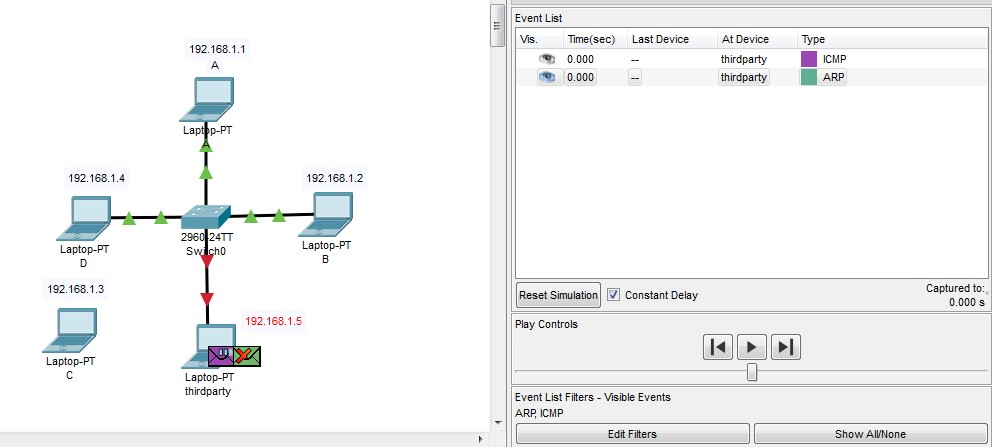 192.168.1.1
A
Laptop-PT
A
192.168.1.4
192.168.1.2
Laptop-PT
D
2960-24TT
Switch0
Laptop-PT
B
192.168.1.3
Laptop-PT
C
192.168.1.5
Laptop-PT
thirdparty
Event List
Vis. Time(sec) Last Device At Device Type
0.000 -- thirdparty ICMP
0.000 -- thirdparty ARP
Reset Simulation Constant Delay
Captured to:
0.000 s
Play Controls
Event List Filters - Visible Events
ARP, ICMP
Edit Filters Show All/None